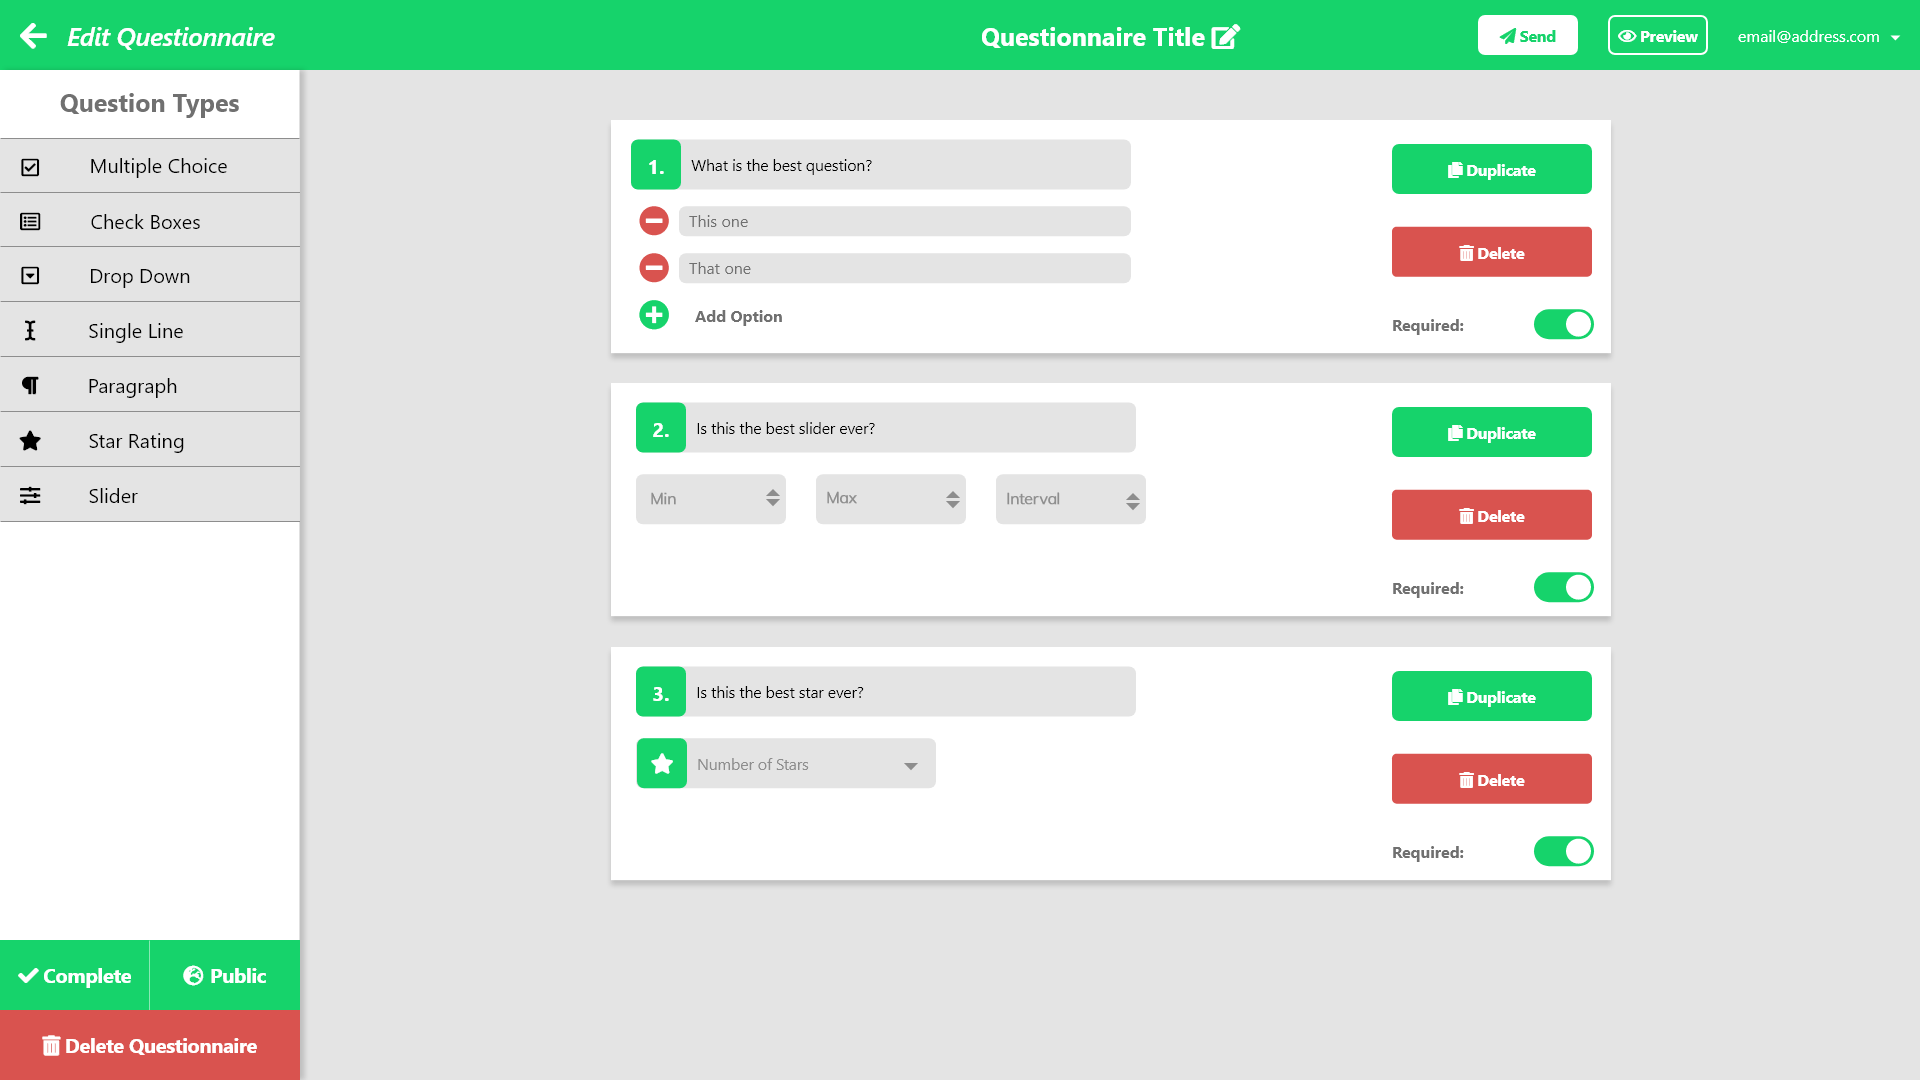 Edit Questionnaire
Questionnaire Title
Send
Preview
email@address.com
Question Types
Multiple Choice
Check Boxes
Drop Down
Single Line
Paragraph
Star Rating
Slider
Complete
Public
Delete Questionnaire
1. What is the best question?
This one
That one
Add Option
Duplicate
Delete
Required:
2. Is this the best slider ever?
Min
Max
Interval
Duplicate
Delete
Required:
3. Is this the best star ever?
Number of Stars
Duplicate
Delete
Required: